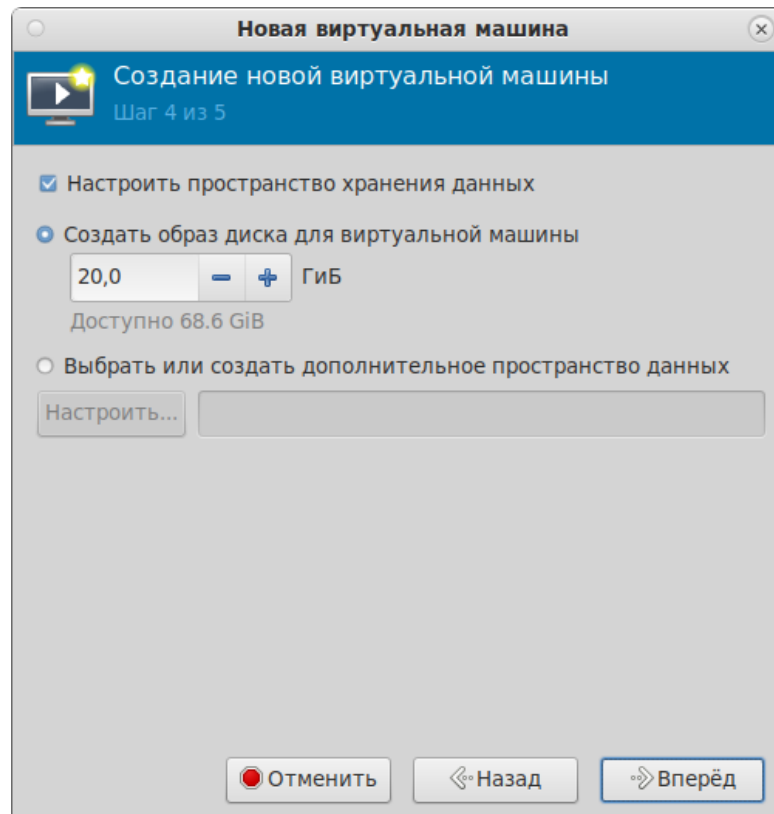 Новая виртуальная машина
Создание новой виртуальной машины
Шаг 4 из 5
Настроить пространство хранения данных
Создать образ диска для виртуальной машины
20,0 ГиБ
Доступно 68.6 GiB
Выбрать или создать дополнительное пространство данных
Настроить...
Отменить Назад Вперёд